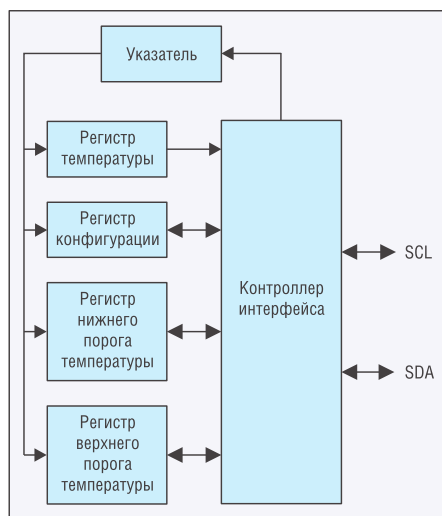 Указатель
Регистр
температуры
Регистр
конфигурации
Регистр
нижнего
порога
температуры
Регистр
верхнего
порога
температуры
Контроллер
интерфейса
SCL
SDA